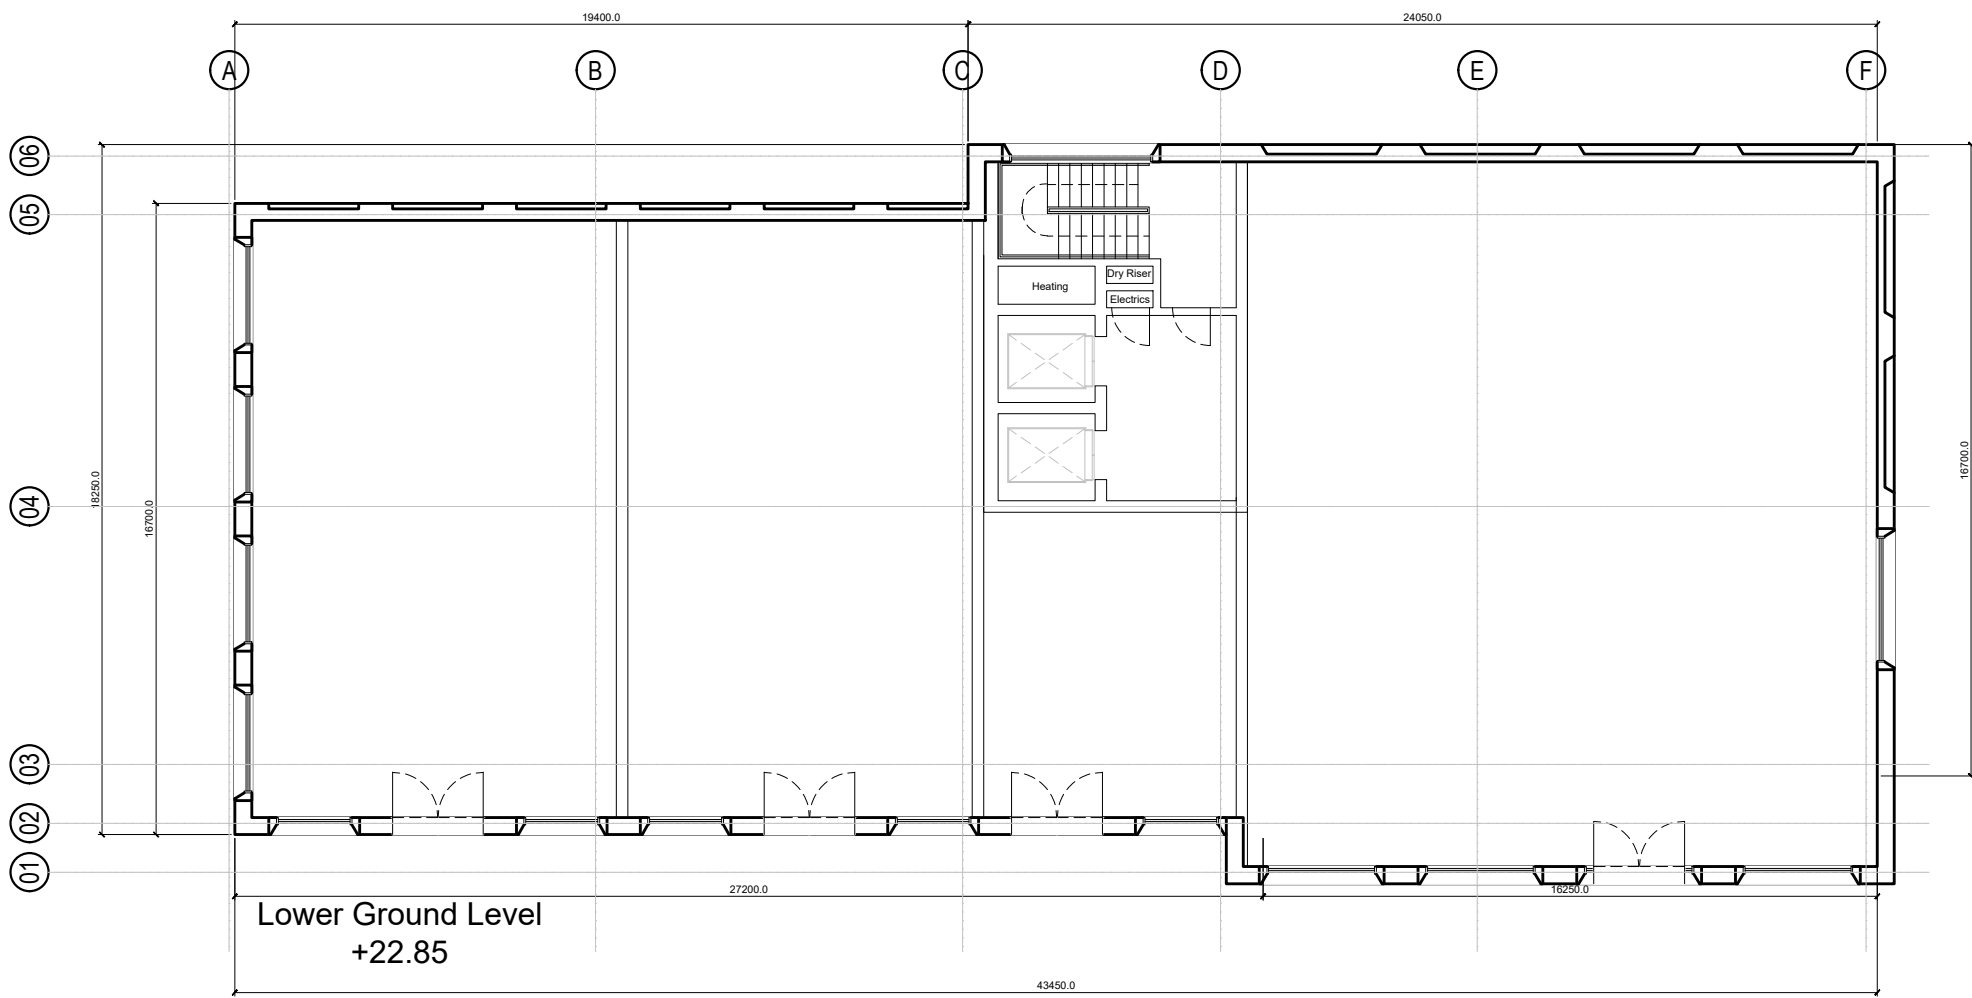 19400.0
24050.0
A
B
C
D
E
F
06
05
04
03
02
01
Heating
Dry Riser
Electrics
18250.0
16700.0
16700.0
27200.0
16250.0
Lower Ground Level
+22.85
43450.0